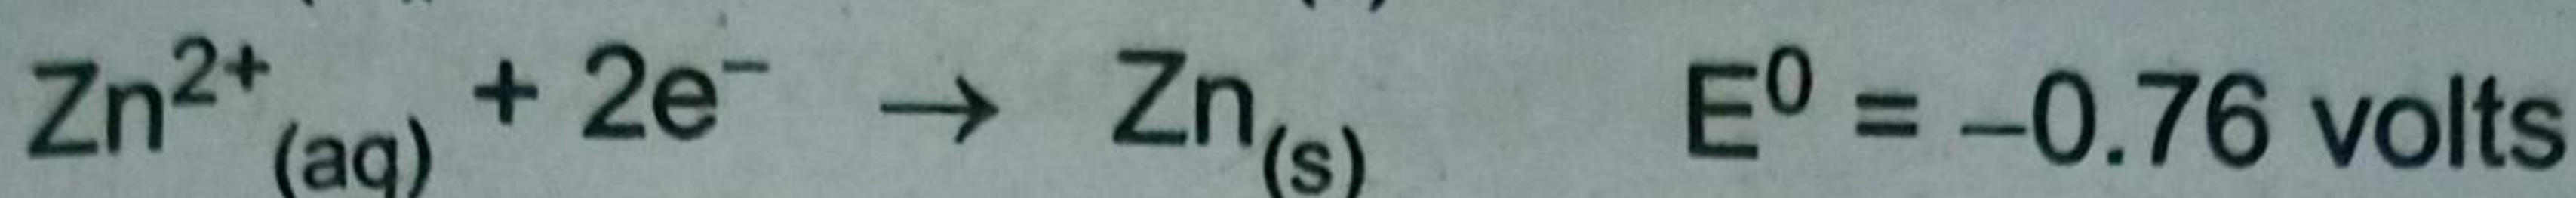 Zn²⁺(aq) + 2e⁻ → Zn(s) E⁰ = –0.76 volts